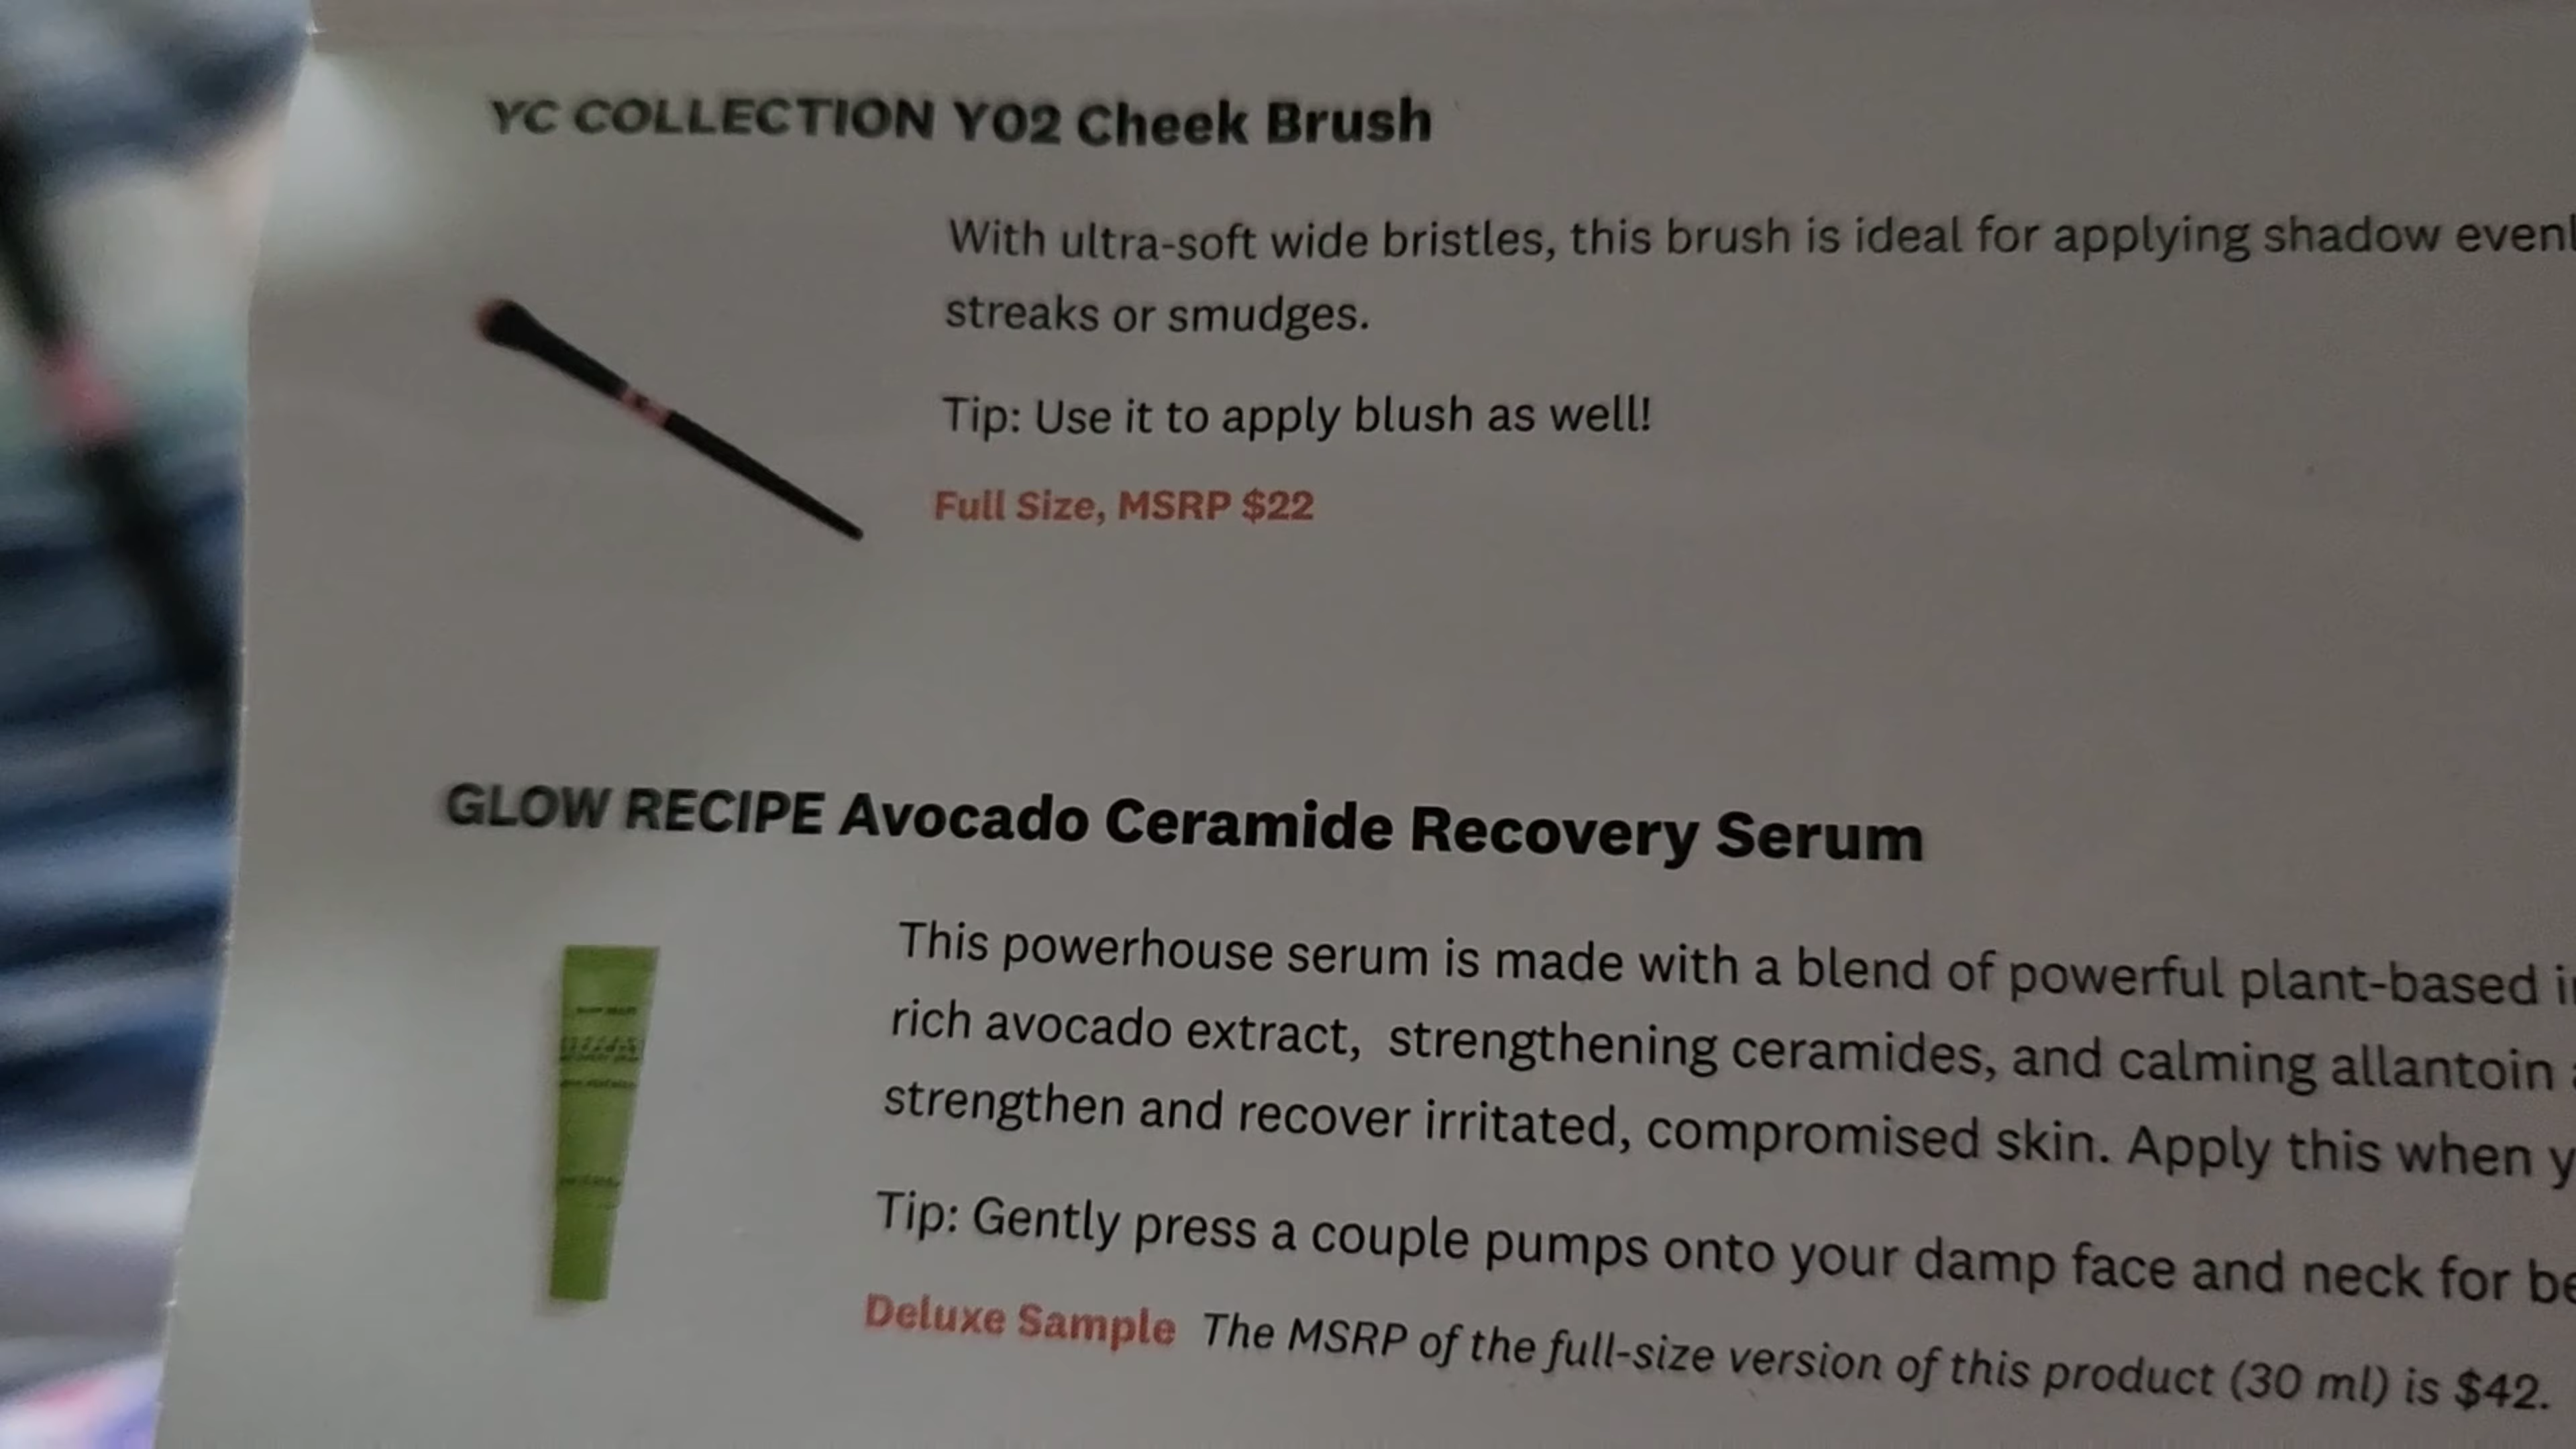 YC COLLECTION Y02 Cheek Brush
With ultra-soft wide bristles, this brush is ideal for applying shadow
streaks or smudges.
Tip: Use it to apply blush as well!
Full Size, MSRP $22
GLOW RECIPE Avocado Ceramide Recovery Serum
This powerhouse serum is made with a blend of powerful plant-based
rich avocado extract, strengthening ceramides, and calming allantoin
strengthen and recover irritated, compromised skin. Apply this when
Tip: Gently press a couple pumps onto your damp face and neck for
Deluxe Sample The MSRP of the full-size version of this product (30 ml) is $42.